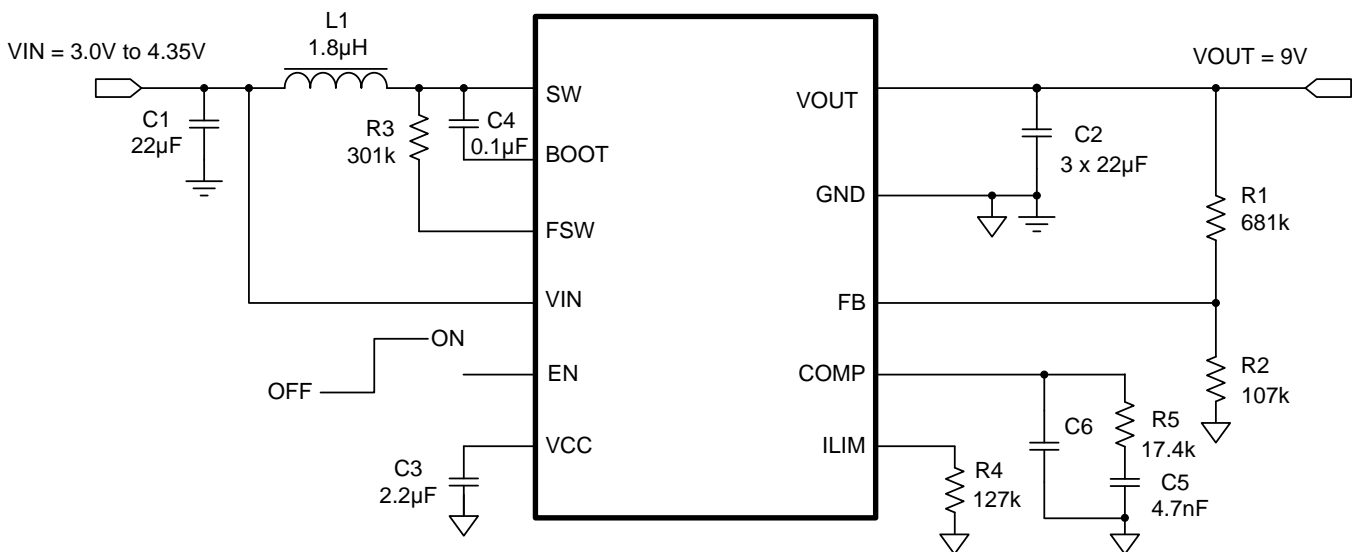 L1
1.8µH
VIN = 3.0V to 4.35V
VOUT = 9V
C1
22µF
R3
301k
C4
0.1µF
SW
BOOT
FSW
VIN
EN
VCC
VOUT
GND
FB
COMP
ILIM
C2
3 x 22µF
R1
681k
R2
107k
ON
OFF
C3
2.2µF
C6
R5
17.4k
C5
4.7nF
R4
127k